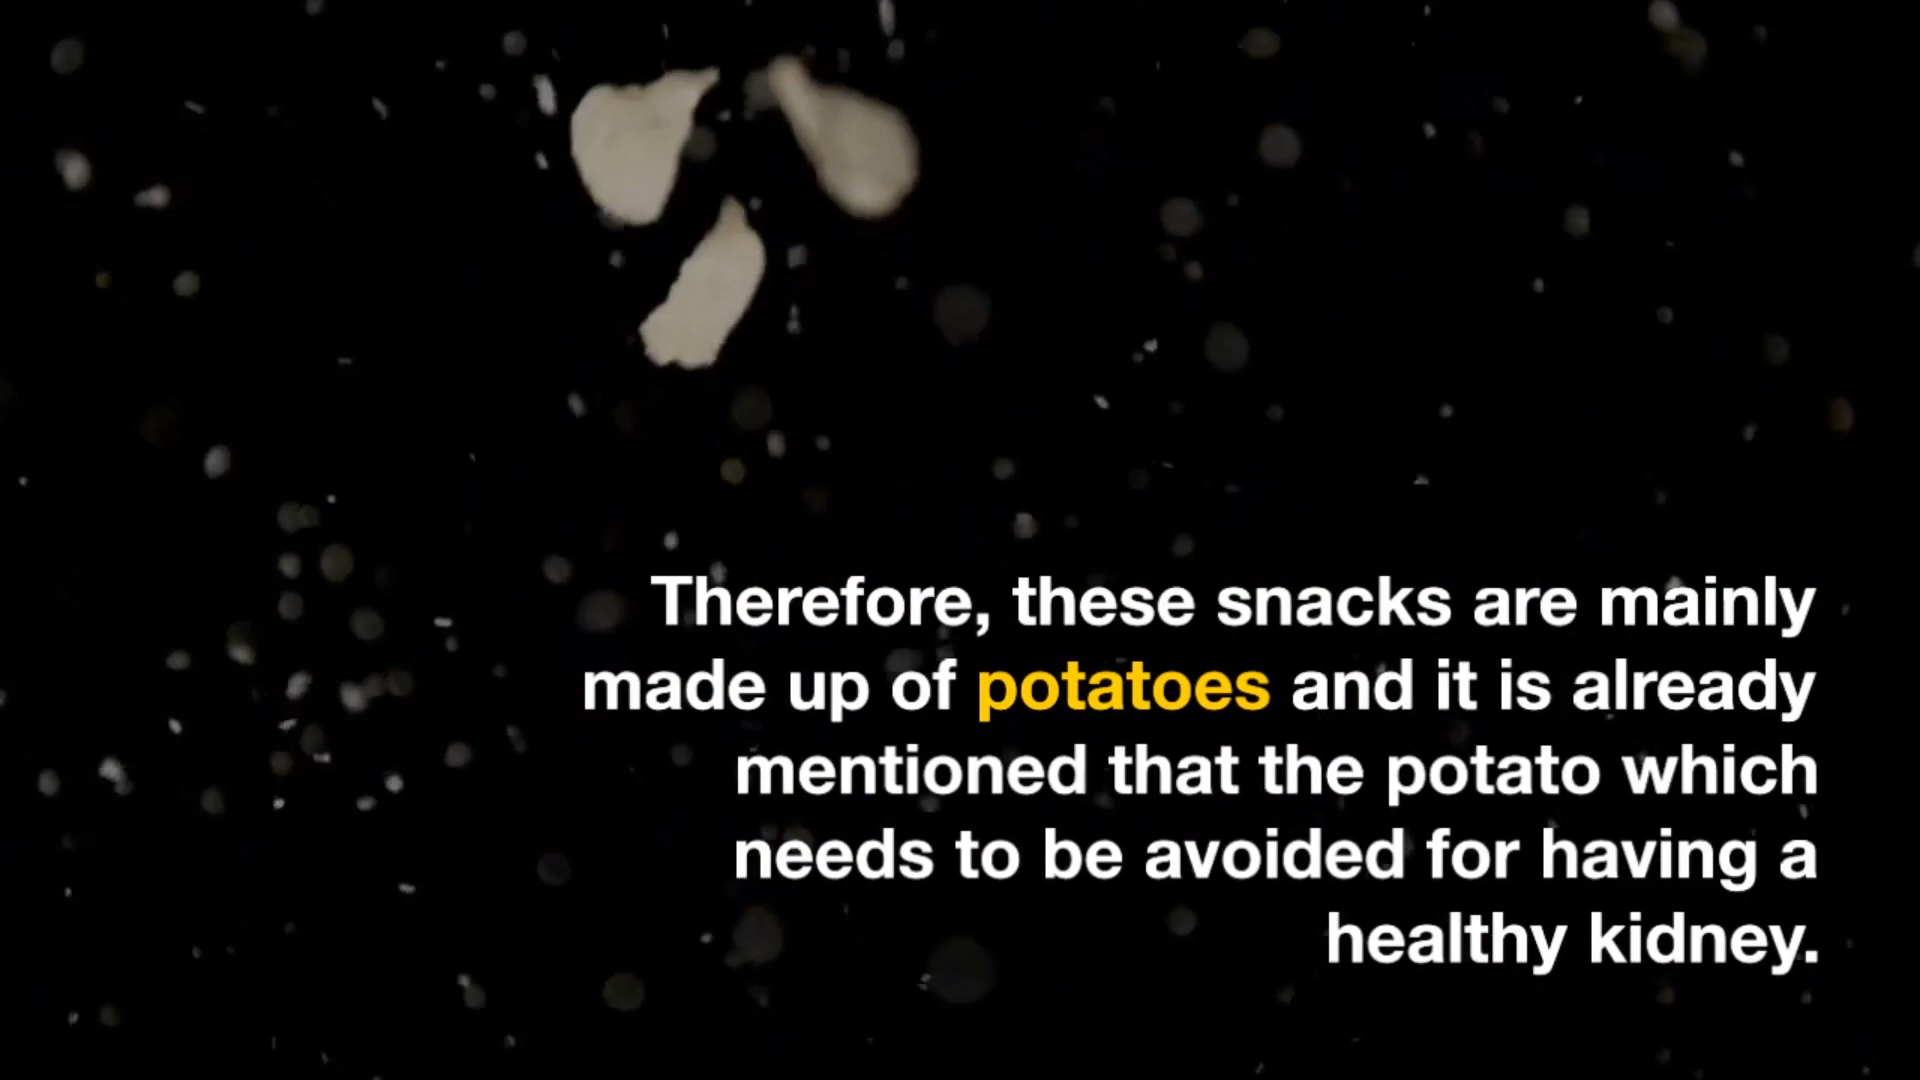 Therefore, these snacks are mainly
made up of potatoes and it is already
mentioned that the potato which
needs to be avoided for having a
healthy kidney.